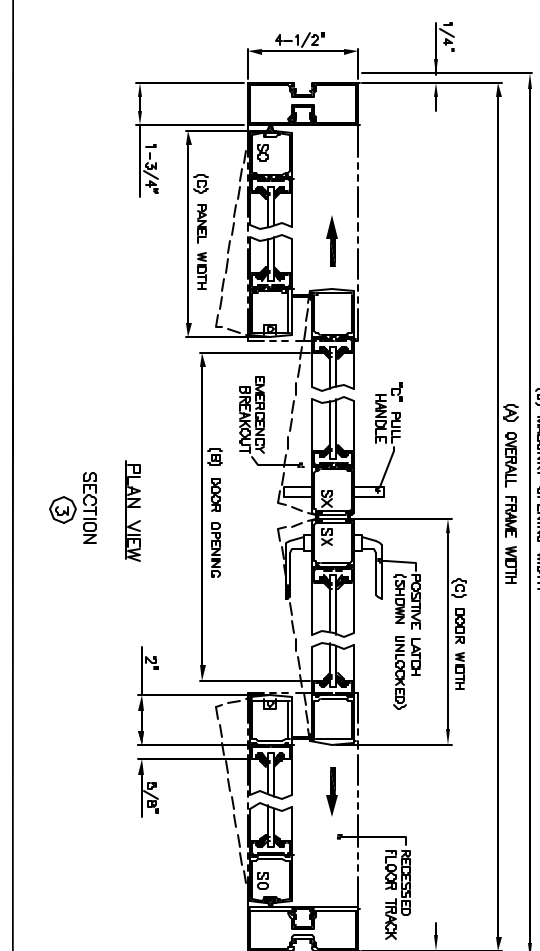 4-1/2"
1/4"
1-3/4"
(A) OVERALL FRAME WIDTH
SO
(C) PANEL WIDTH
"C" PULL
HANDLE
EMERGENCY
BREAKOUT
(B) DOOR OPENING
SX
SX
POSITIVE LATCH
(SHOWN UNLOCKED)
(C) DOOR WIDTH
2"
5/8"
SO
RECESSED
FLOOR TRACK
PLAN VIEW
SECTION
3